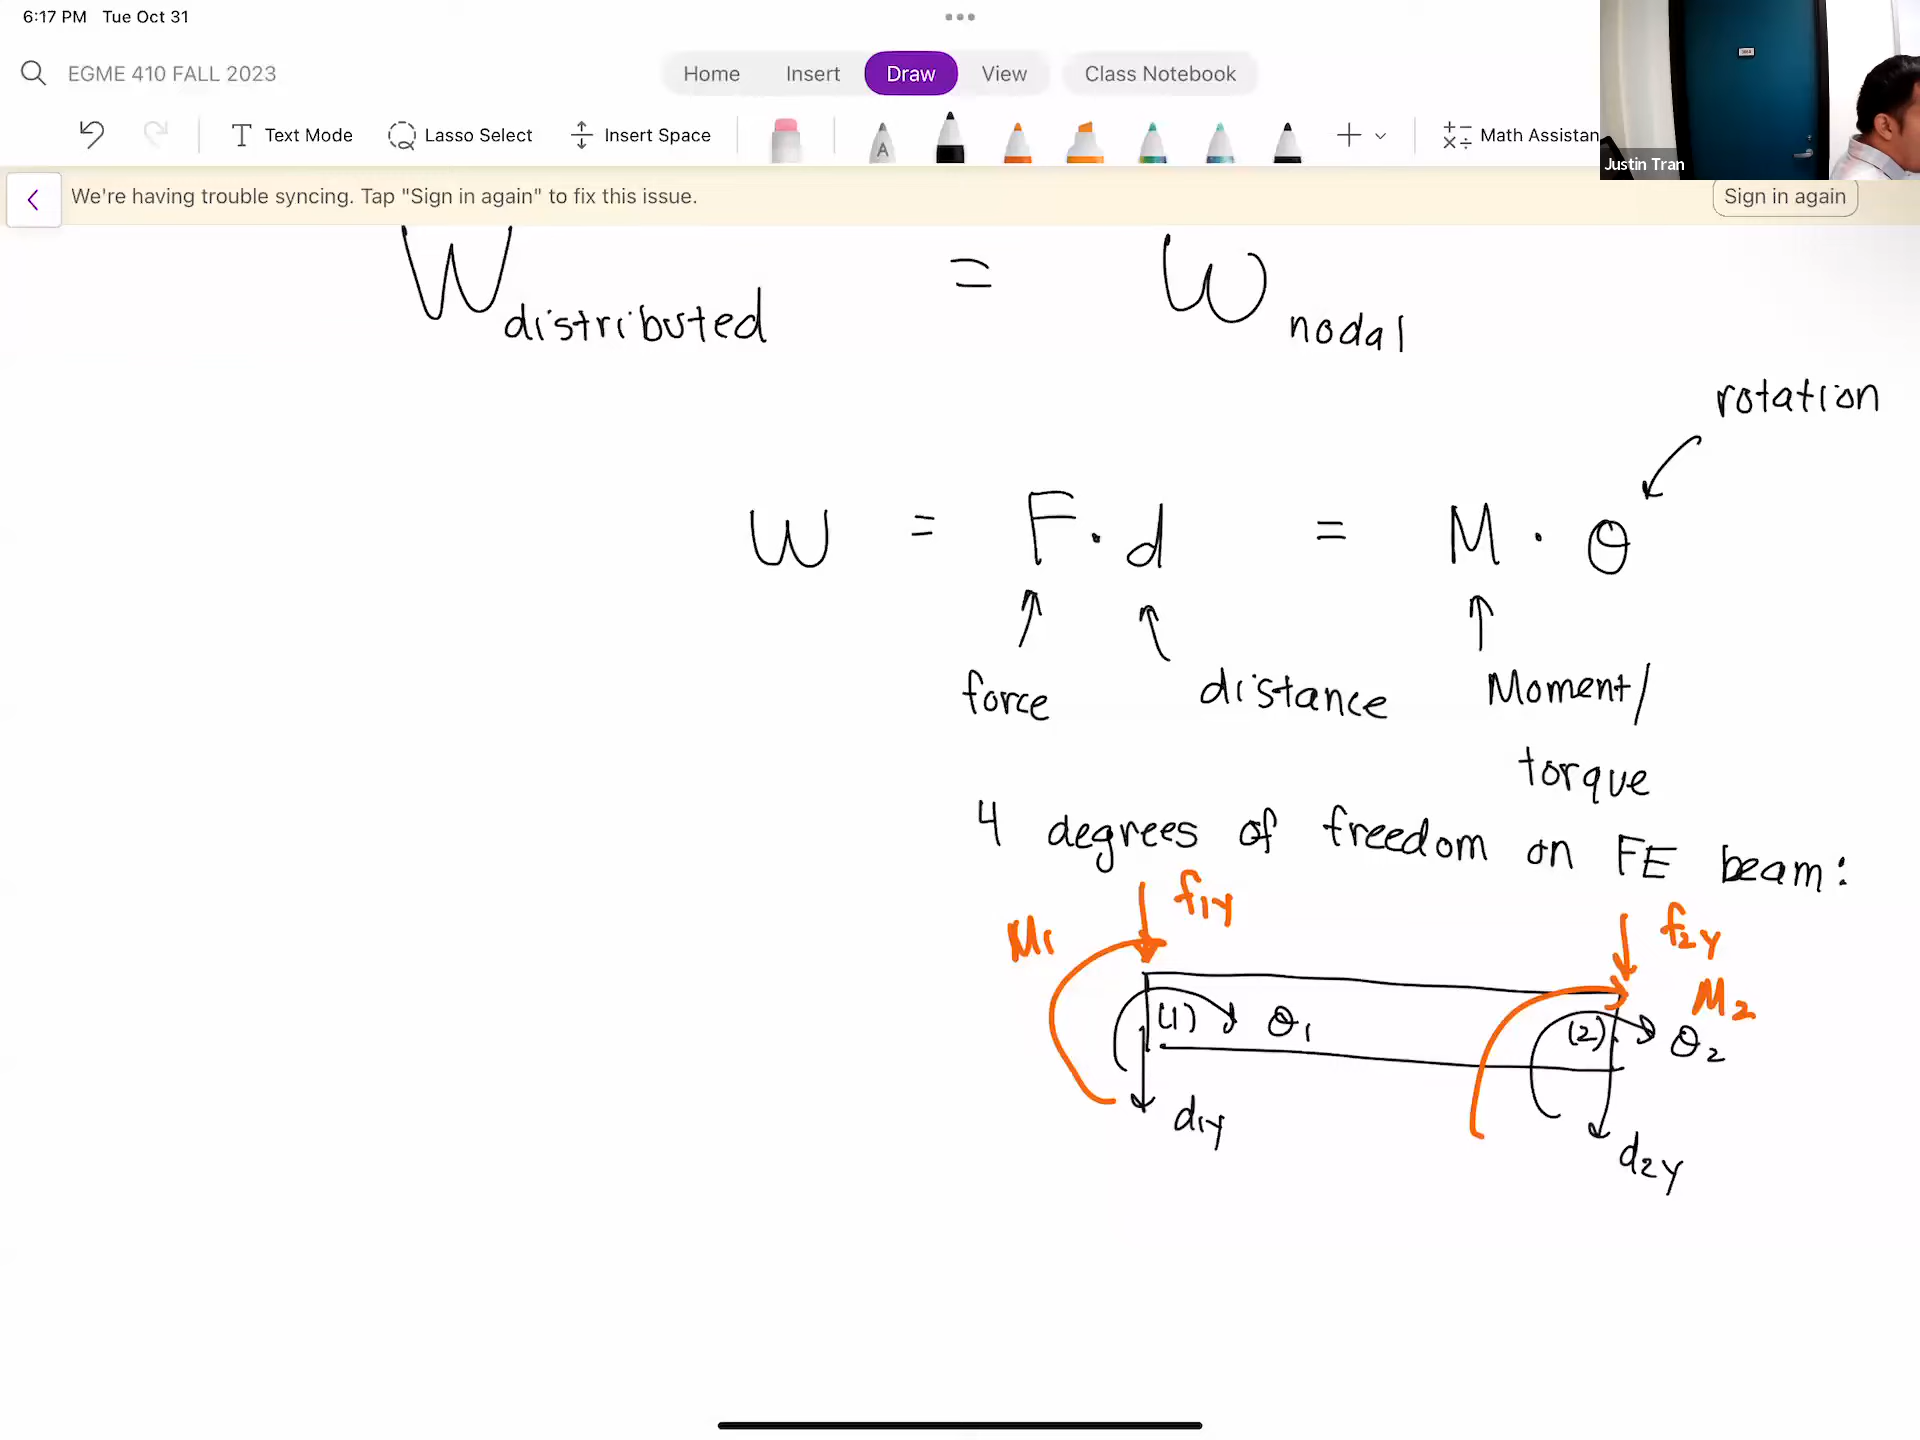 6:17 PM Tue Oct 31
EGME 410 FALL 2023
Home Insert Draw View Class Notebook
Text Mode Lasso Select Insert Space A Math Assistan
Justin Tran
We're having trouble syncing. Tap "Sign in again" to fix this issue. Sign in again
W distributed = W nodal
rotation
W = F · d = M · θ
force distance Moment/
torque
4 degrees of freedom on FE beam:
M1 f1y f2y
M2
(1) θ1 (2) θ2
d1y d2y